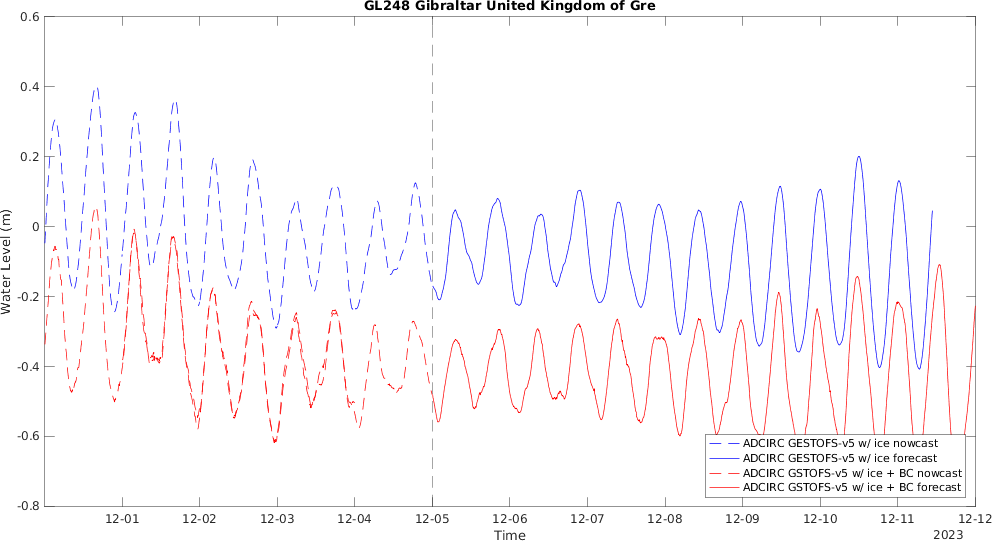 GL248 Gibraltar United Kingdom of Gre
Water Level (m)
0.6
0.4
0.2
0
-0.2
-0.4
-0.6
-0.8
ADCIRC GESTOFS-v5 w/ ice nowcast
ADCIRC GESTOFS-v5 w/ ice forecast
ADCIRC GSTOFS-v5 w/ ice + BC nowcast
ADCIRC GSTOFS-v5 w/ ice + BC forecast
12-01 12-02 12-03 12-04 12-05 12-06 12-07 12-08 12-09 12-10 12-11 12-12
Time
2023